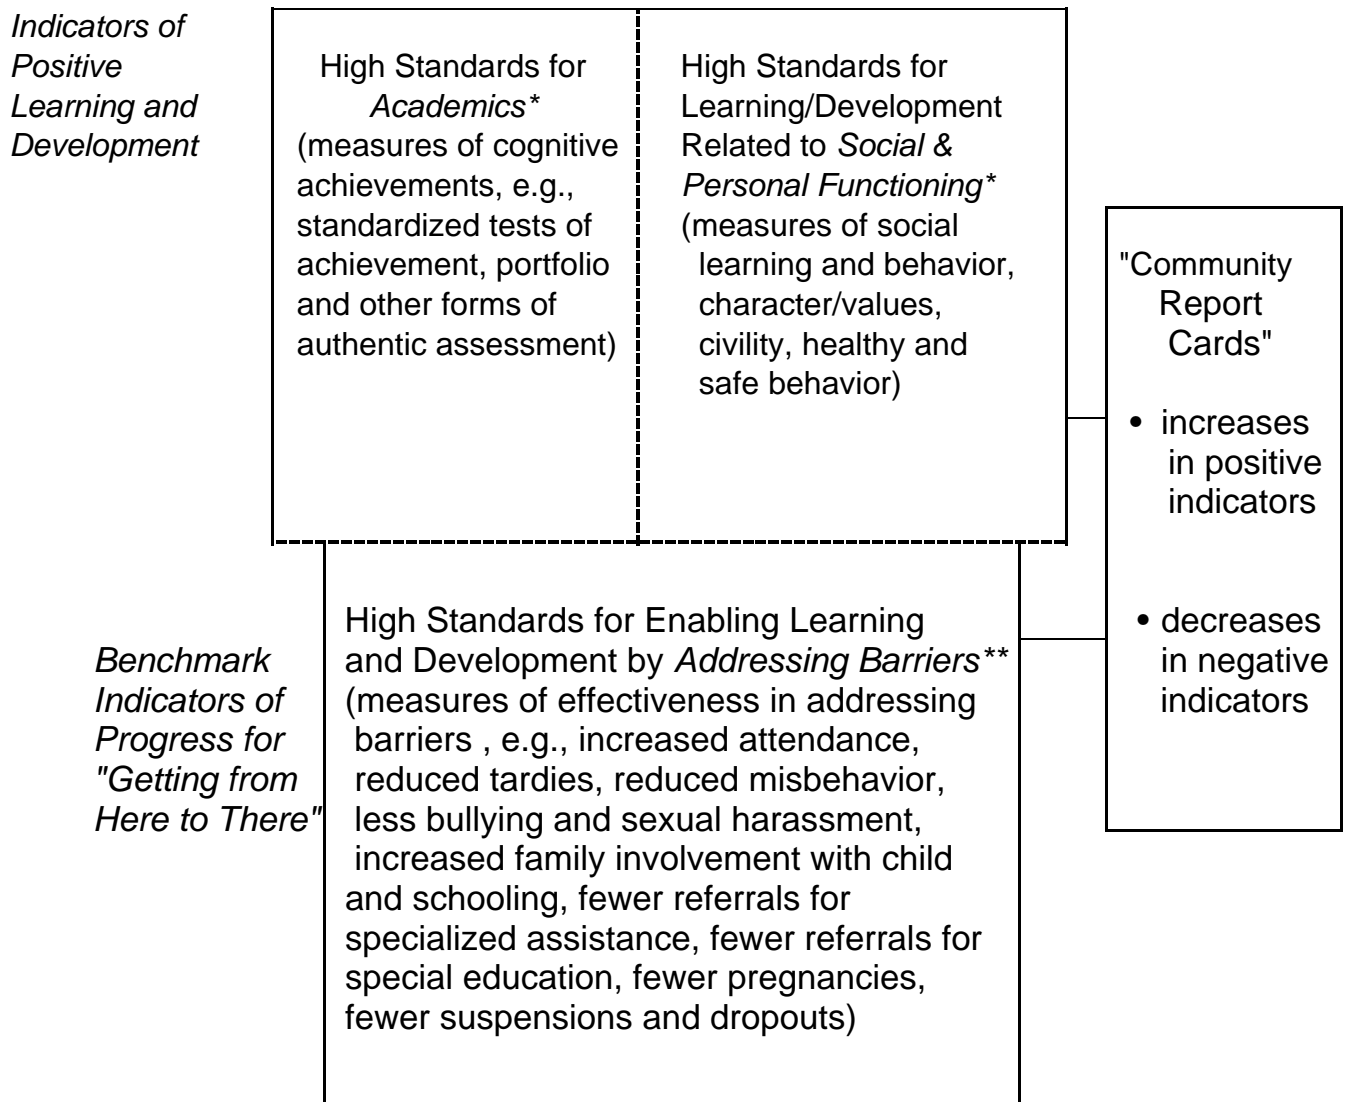 Indicators of
Positive
Learning and
Development
High Standards for
Academics*
(measures of cognitive
achievements, e.g.,
standardized tests of
achievement, portfolio
and other forms of
authentic assessment)
High Standards for
Learning/Development
Related to Social &
Personal Functioning*
(measures of social
learning and behavior,
character/values,
civility, healthy and
safe behavior)
"Community
Report
Cards"
• increases
in positive
indicators
• decreases
in negative
indicators
Benchmark
Indicators of
Progress for
"Getting from
Here to There"
High Standards for Enabling Learning
and Development by Addressing Barriers**
(measures of effectiveness in addressing
barriers , e.g., increased attendance,
reduced tardies, reduced misbehavior,
less bullying and sexual harassment,
increased family involvement with child
and schooling, fewer referrals for
specialized assistance, fewer referrals for
special education, fewer pregnancies,
fewer suspensions and dropouts)